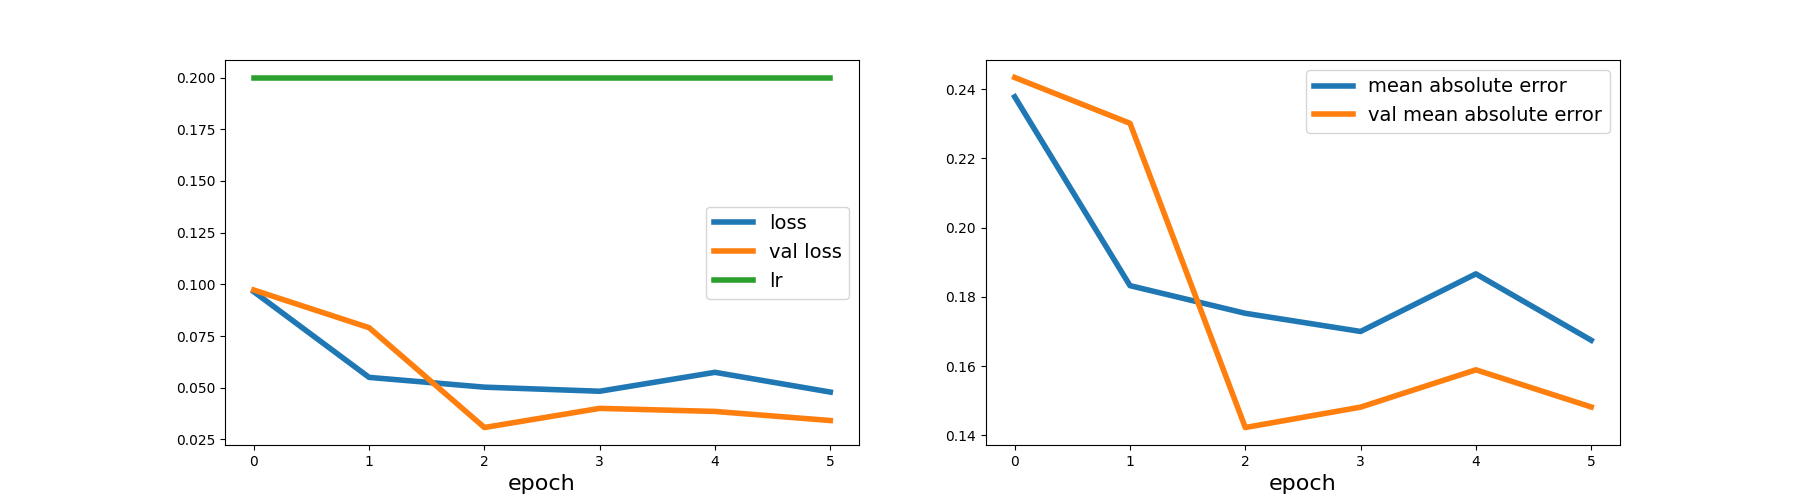 0.200
0.175
0.150
0.125
0.100
0.075
0.050
0.025
0 1 2 3 4 5
epoch
loss
val loss
lr
0.24
0.22
0.20
0.18
0.16
0.14
0 1 2 3 4 5
epoch
mean absolute error
val mean absolute error